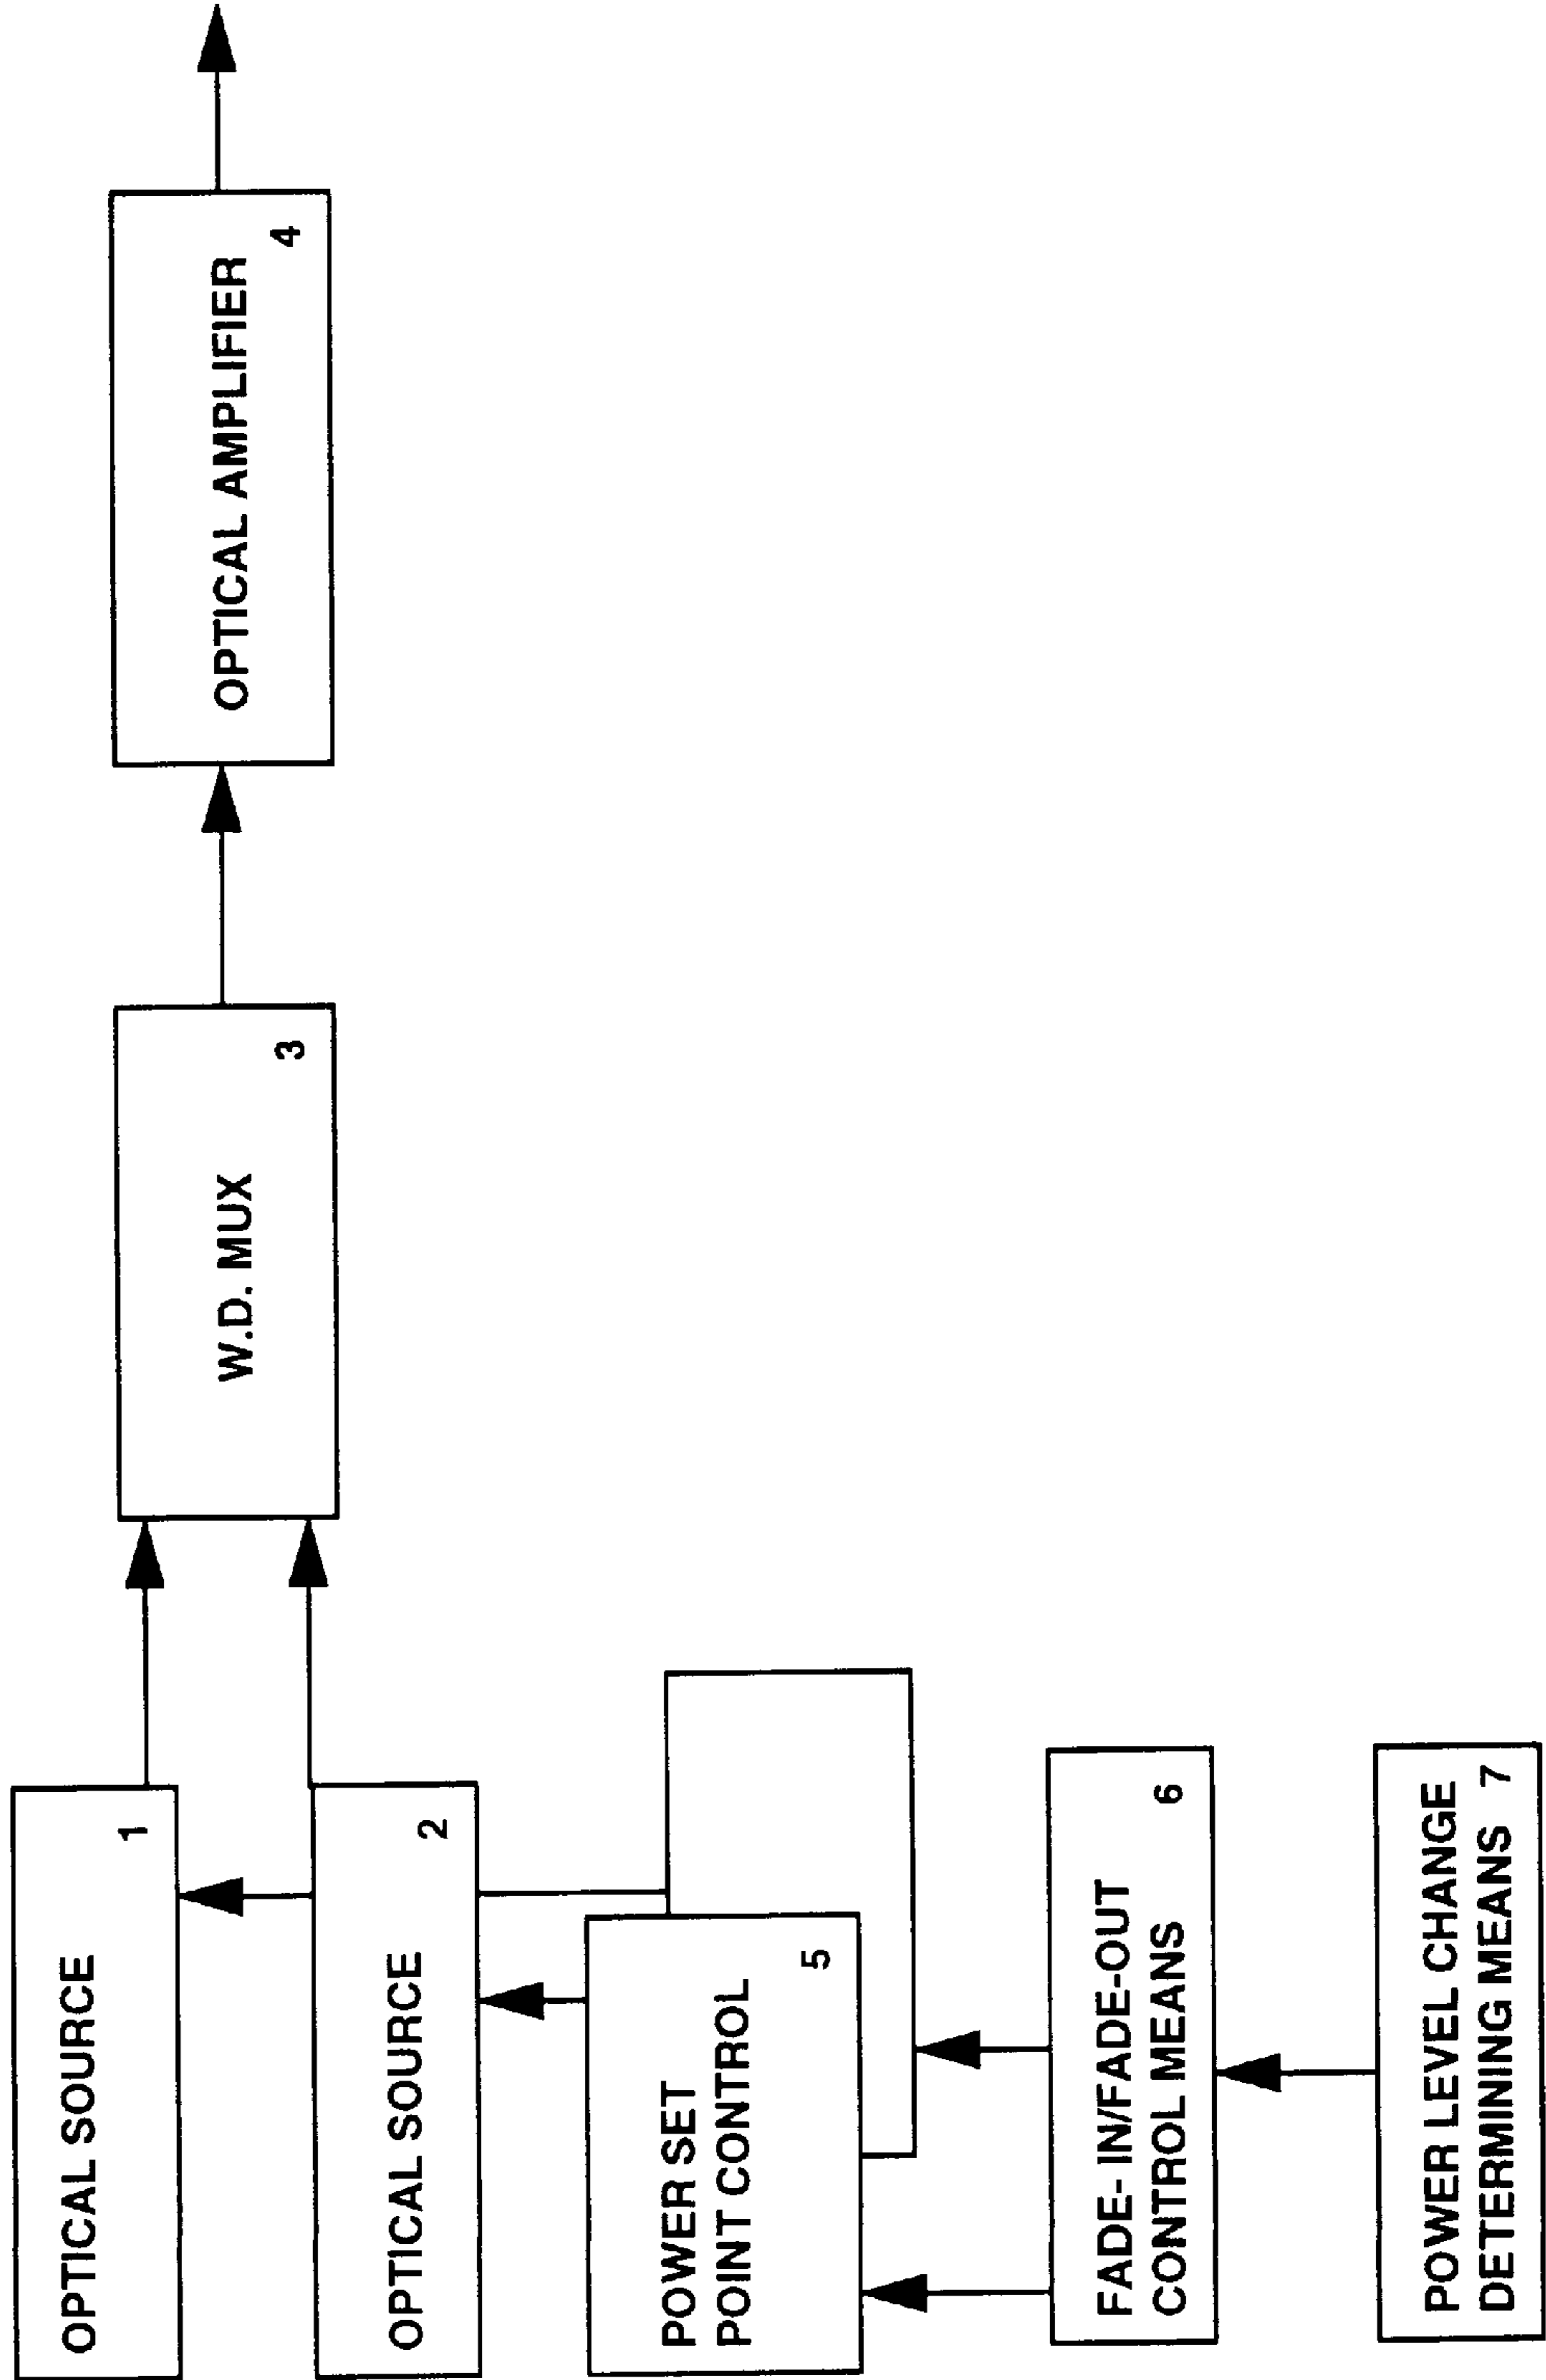 OPTICAL SOURCE
1
OPTICAL SOURCE
2
POWER SET
POINT CONTROL
5
FADE- IN/FADE-OUT
6
CONTROL MEANS
POWER LEVEL CHANGE
DETERMINING MEANS 7
W.D. MUX
3
OPTICAL AMPLIFIER
4